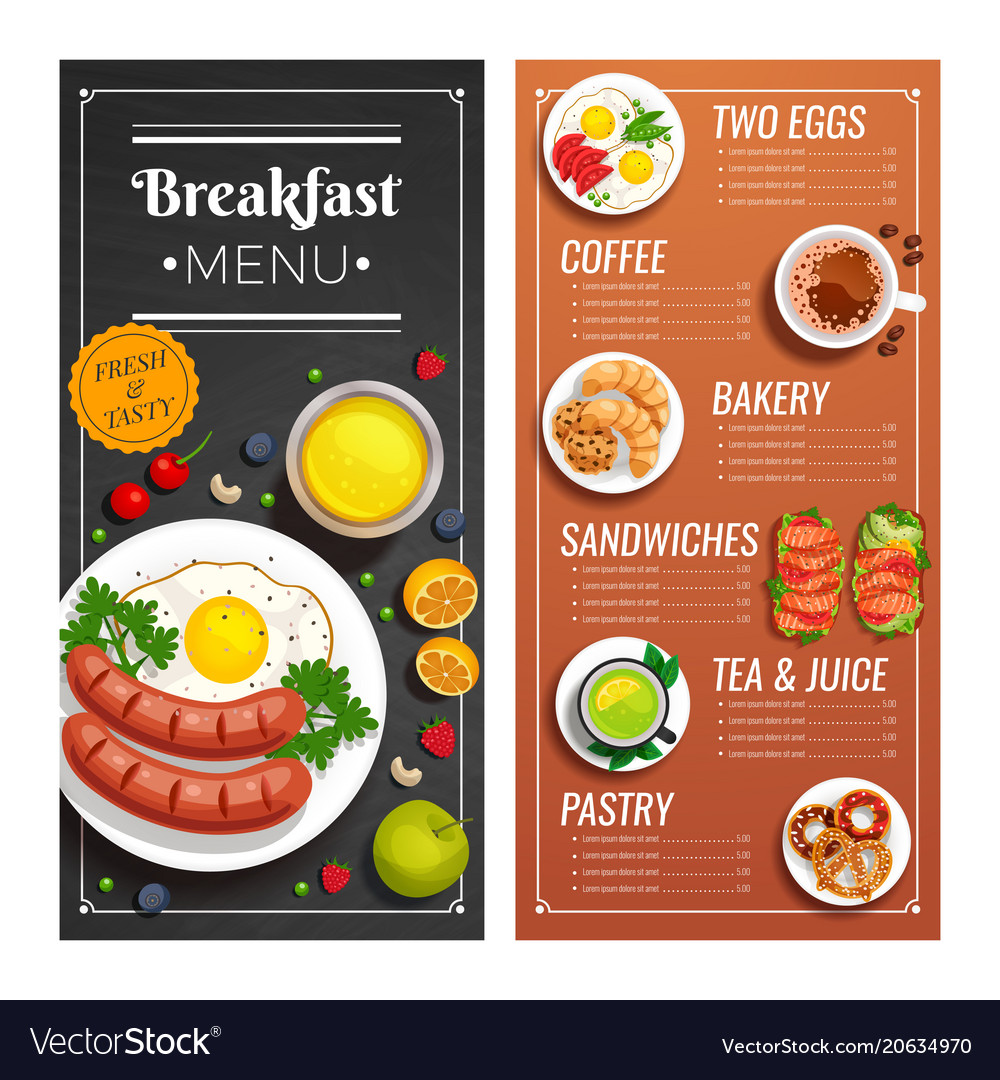 Breakfast
•MENU•
FRESH
&
TASTY
TWO EGGS
• Lorem ipsum dolore sit amet ........................ 5.00
• Lorem ipsum dolore sit amet ........................ 5.00
• Lorem ipsum dolore sit amet ........................ 5.00
• Lorem ipsum dolore sit amet ........................ 5.00
COFFEE
• Lorem ipsum dolore sit amet ........................ 5.00
• Lorem ipsum dolore sit amet ........................ 5.00
• Lorem ipsum dolore sit amet ........................ 5.00
• Lorem ipsum dolore sit amet ........................ 5.00
BAKERY
• Lorem ipsum dolore sit amet ........................ 5.00
• Lorem ipsum dolore sit amet ........................ 5.00
• Lorem ipsum dolore sit amet ........................ 5.00
• Lorem ipsum dolore sit amet ........................ 5.00
SANDWICHES
• Lorem ipsum dolore sit amet ........................ 5.00
• Lorem ipsum dolore sit amet ........................ 5.00
• Lorem ipsum dolore sit amet ........................ 5.00
• Lorem ipsum dolore sit amet ........................ 5.00
TEA & JUICE
• Lorem ipsum dolore sit amet ........................ 5.00
• Lorem ipsum dolore sit amet ........................ 5.00
• Lorem ipsum dolore sit amet ........................ 5.00
• Lorem ipsum dolore sit amet ........................ 5.00
PASTRY
• Lorem ipsum dolore sit amet ........................ 5.00
• Lorem ipsum dolore sit amet ........................ 5.00
• Lorem ipsum dolore sit amet ........................ 5.00
• Lorem ipsum dolore sit amet ........................ 5.00
VectorStock®
VectorStock.com/20634970